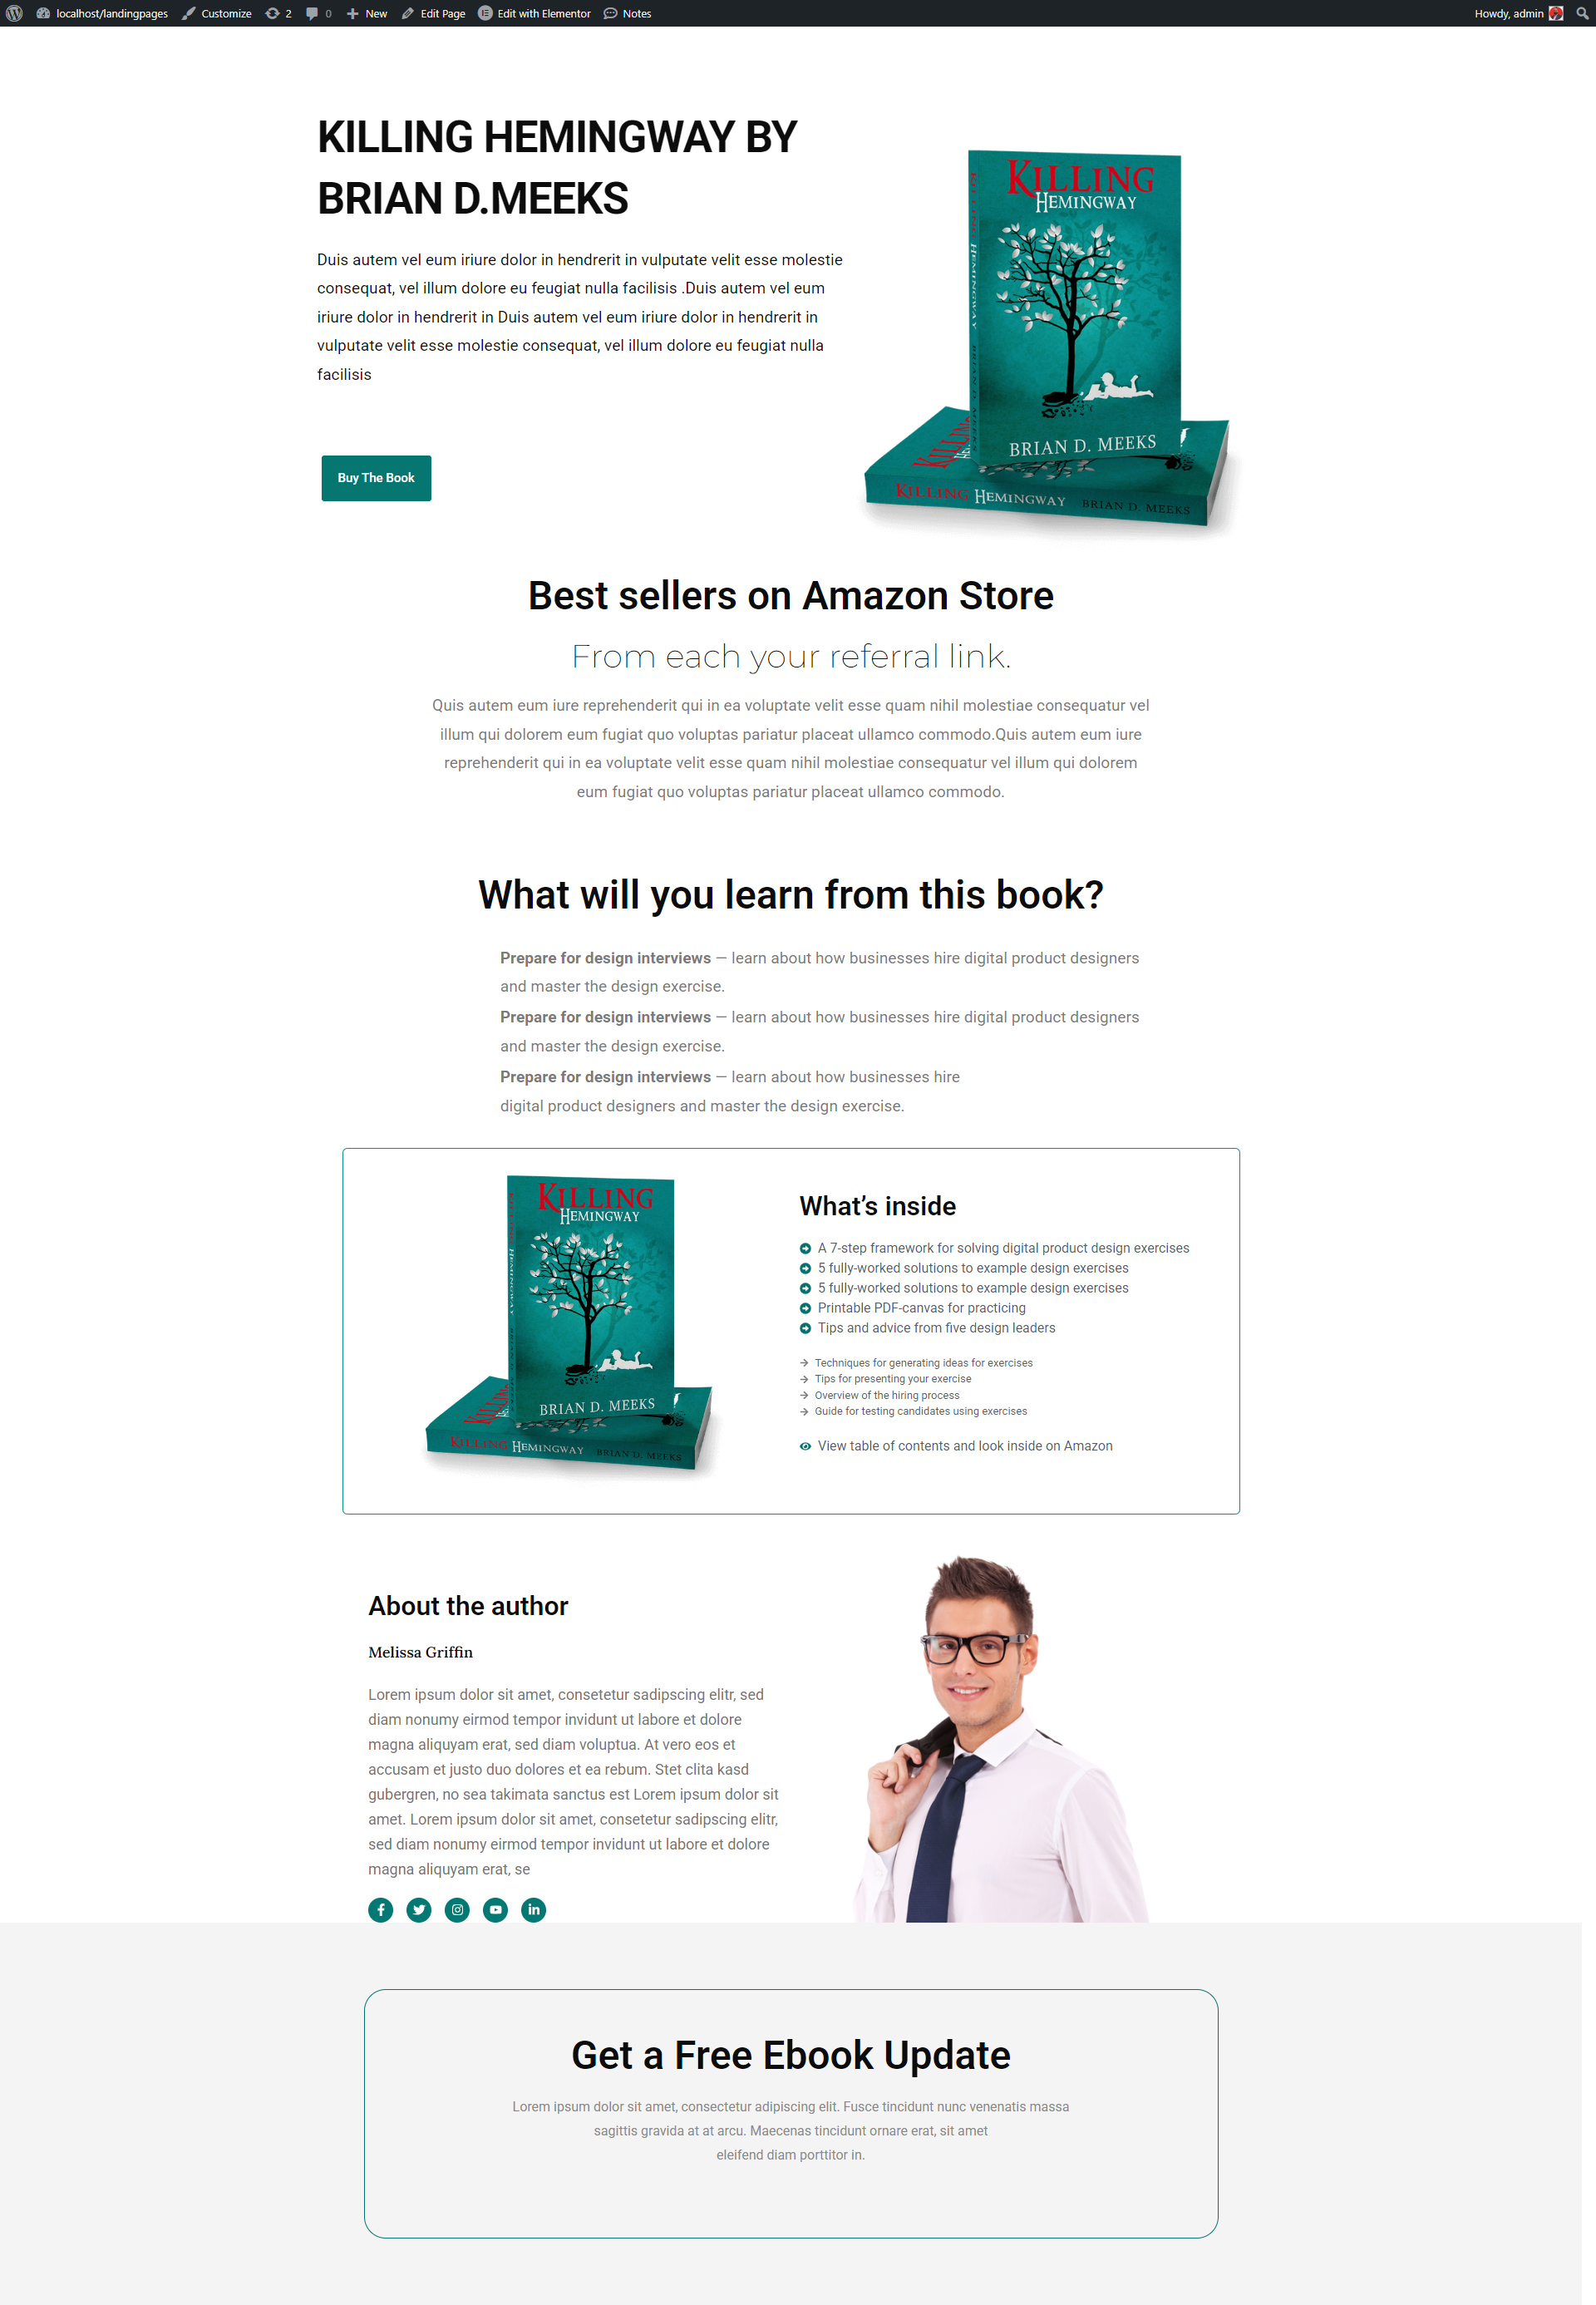 localhost/landingpages Customize 2 0 New Edit Page Edit with Elementor Notes Howdy, admin
KILLING HEMINGWAY BY
BRIAN D.MEEKS
Duis autem vel eum iriure dolor in hendrerit in vulputate velit esse molestie
consequat, vel illum dolore eu feugiat nulla facilisis .Duis autem vel eum
iriure dolor in hendrerit in Duis autem vel eum iriure dolor in hendrerit in
vulputate velit esse molestie consequat, vel illum dolore eu feugiat nulla
facilisis
Buy The Book
KILLING
HEMINGWAY
BRIAN D. MEEKS
KILLING HEMINGWAY BRIAN D. MEEKS
KILLING HEMINGWAY BRIAN D. MEEKS
Best sellers on Amazon Store
From each your referral link.
Quis autem eum iure reprehenderit qui in ea voluptate velit esse quam nihil molestiae consequatur vel
illum qui dolorem eum fugiat quo voluptas pariatur placeat ullamco commodo.Quis autem eum iure
reprehenderit qui in ea voluptate velit esse quam nihil molestiae consequatur vel illum qui dolorem
eum fugiat quo voluptas pariatur placeat ullamco commodo.
What will you learn from this book?
Prepare for design interviews — learn about how businesses hire digital product designers
and master the design exercise.
Prepare for design interviews — learn about how businesses hire digital product designers
and master the design exercise.
Prepare for design interviews — learn about how businesses hire
digital product designers and master the design exercise.
KILLING
HEMINGWAY
BRIAN D. MEEKS
KILLING HEMINGWAY BRIAN D. MEEKS
KILLING HEMINGWAY BRIAN D. MEEKS
What's inside
A 7-step framework for solving digital product design exercises
5 fully-worked solutions to example design exercises
5 fully-worked solutions to example design exercises
Printable PDF-canvas for practicing
Tips and advice from five design leaders
Techniques for generating ideas for exercises
Tips for presenting your exercise
Overview of the hiring process
Guide for testing candidates using exercises
View table of contents and look inside on Amazon
About the author
Melissa Griffin
Lorem ipsum dolor sit amet, consetetur sadipscing elitr, sed
diam nonumy eirmod tempor invidunt ut labore et dolore
magna aliquyam erat, sed diam voluptua. At vero eos et
accusam et justo duo dolores et ea rebum. Stet clita kasd
gubergren, no sea takimata sanctus est Lorem ipsum dolor sit
amet. Lorem ipsum dolor sit amet, consetetur sadipscing elitr,
sed diam nonumy eirmod tempor invidunt ut labore et dolore
magna aliquyam erat, se
Get a Free Ebook Update
Lorem ipsum dolor sit amet, consectetur adipiscing elit. Fusce tincidunt nunc venenatis massa
sagittis gravida at at arcu. Maecenas tincidunt ornare erat, sit amet
eleifend diam porttitor in.